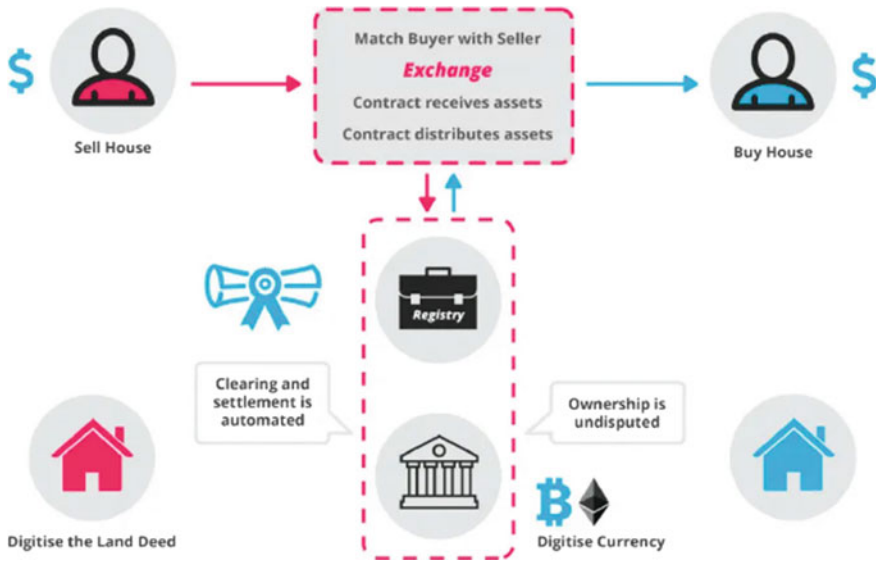 Match Buyer with Seller
Exchange
Contract receives assets
Contract distributes assets
$
$
Sell House
Buy House
Registry
Clearing and
settlement is
automated
Ownership is
undisputed
Digitise the Land Deed
Digitise Currency